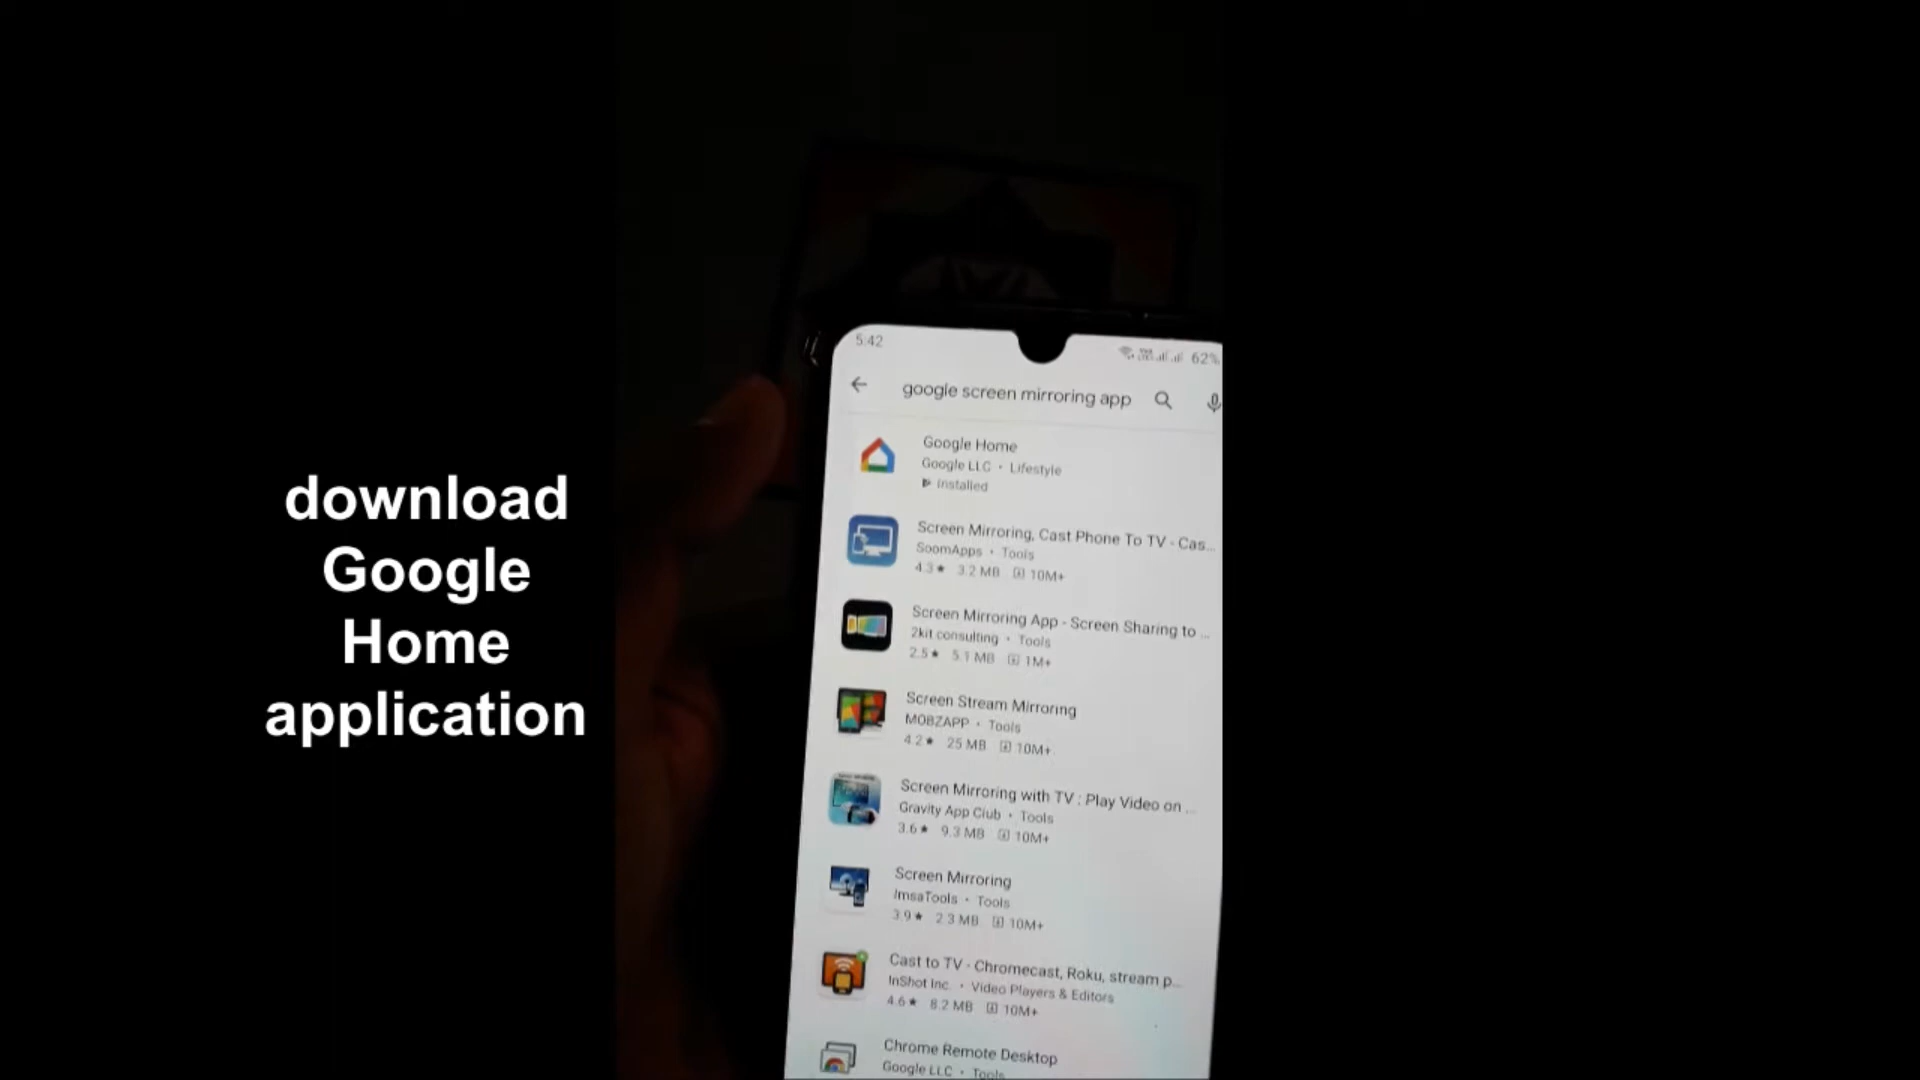 download
Google
Home
application
5:42
62%
google screen mirroring app
Google Home
Google LLC • Lifestyle
Installed
Screen Mirroring, Cast Phone To TV - Cas...
SoomApps • Tools
4.3★ 3.2 MB 10M+
Screen Mirroring App - Screen Sharing to ...
2kit consulting • Tools
2.5★ 5.1 MB 1M+
Screen Stream Mirroring
MOBZAPP • Tools
4.2★ 25 MB 10M+
Screen Mirroring with TV : Play Video on ...
Gravity App Club • Tools
3.6★ 9.3 MB 10M+
Screen Mirroring
ImsaTools • Tools
3.9★ 2.3 MB 10M+
Cast to TV - Chromecast, Roku, stream p...
InShot Inc. • Video Players & Editors
4.6★ 8.2 MB 10M+
Chrome Remote Desktop
Google LLC • Tools